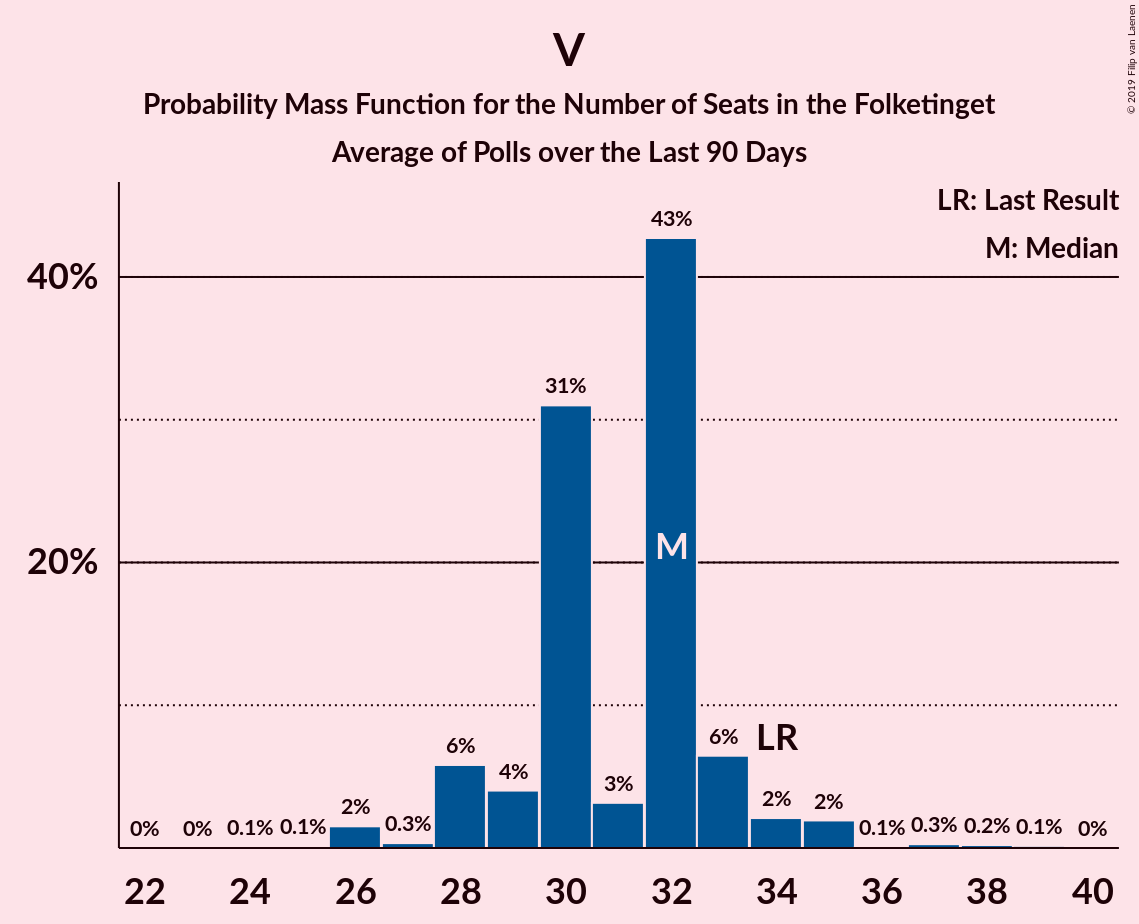 V
Probability Mass Function for the Number of Seats in the Folketinget
Average of Polls over the Last 90 Days
© 2019 Filip van Laenen
LR: Last Result
M: Median
40%
20%
0%
0%
0.1%
0.1%
2%
0.3%
6%
4%
31%
3%
43%
M
6%
LR
2%
2%
0.1%
0.3%
0.2%
0.1%
0%
22 24 26 28 30 32 34 36 38 40